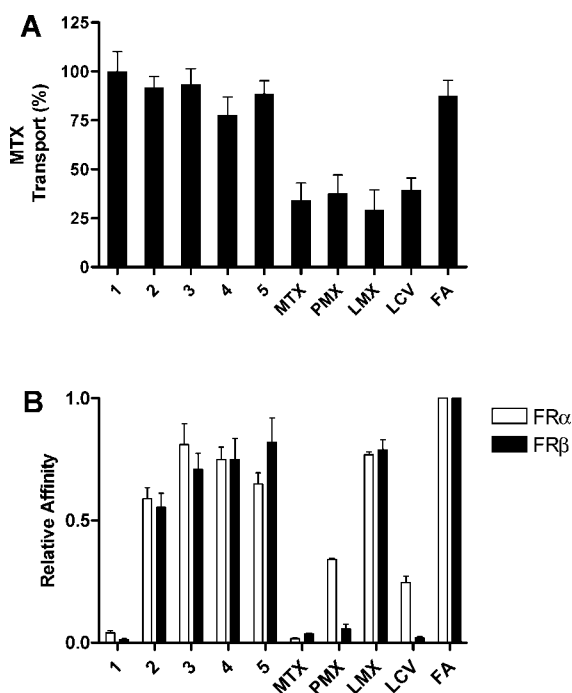 A
MTX
Transport (%)
125
100
75
50
25
0
1 2 3 4 5 MTX PMX LMX LCV FA
B
Relative Affinity
1.0
0.5
0.0
FRα
FRβ
1 2 3 4 5 MTX PMX LMX LCV FA